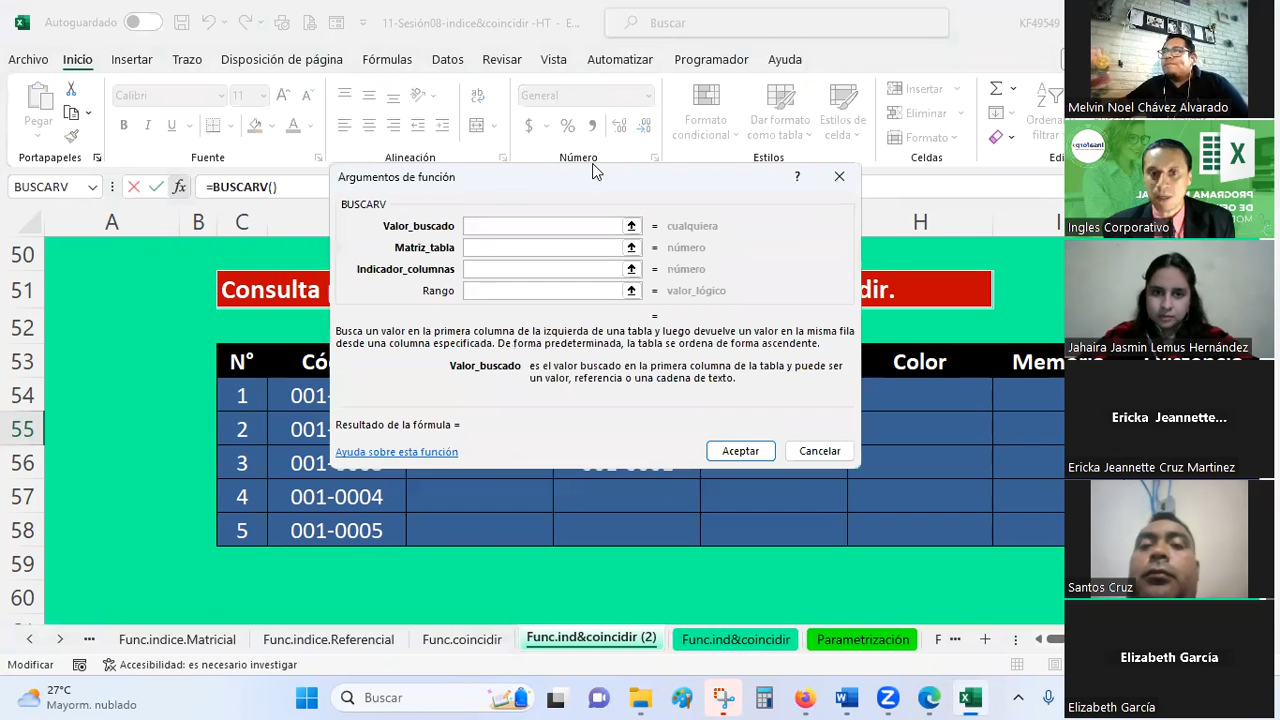 Autoguardado
11-Sesión08-indice&coincidir -HT - E...
Buscar
KF49549
Archivo Inicio Insertar Trazo Disposición de página Fórmulas Datos Revisar Vista Automatizar Programador Ayuda
Pegar
Calibri 11
General
Formato condicional
Dar formato como tabla
Estilos de celda
Insertar
Eliminar
Formato
Ordenar filtrar
Portapapeles Fuente Alineación Número Estilos Celdas
BUSCARV
fx
=BUSCARV()
A B C H I
50
51
52
53
54
55
56
57
58
59
60
Consulta
dir.
N°
Color
1
2
3
4 001-0004
5 001-0005
Argumentos de función
?
BUSCARV
Valor_buscado = cualquiera
Matriz_tabla = número
Indicador_columnas = número
Rango = valor_lógico
=
Busca un valor en la primera columna de la izquierda de una tabla y luego devuelve un valor en la misma fila
desde una columna especificada. De forma predeterminada, la tabla se ordena de forma ascendente.
Valor_buscado es el valor buscado en la primera columna de la tabla y puede ser
un valor, referencia o una cadena de texto.
Resultado de la fórmula =
Ayuda sobre esta función
Aceptar
Cancelar
Func.indice.Matricial Func.indice.Referencial Func.coincidir Func.ind&coincidir (2) Func.ind&coincidir Parametrización F
Modificar
Accesibilidad: es necesario investigar
27°C
Mayorm. nublado
Buscar
Melvin Noel Chávez Alvarado
Insaforp
PROGRAMA
Ingles Corporativo
Jahaira Jasmin Lemus Hernández
Ericka Jeannette...
Ericka Jeannette Cruz Martinez
Santos Cruz
Elizabeth García
Elizabeth García